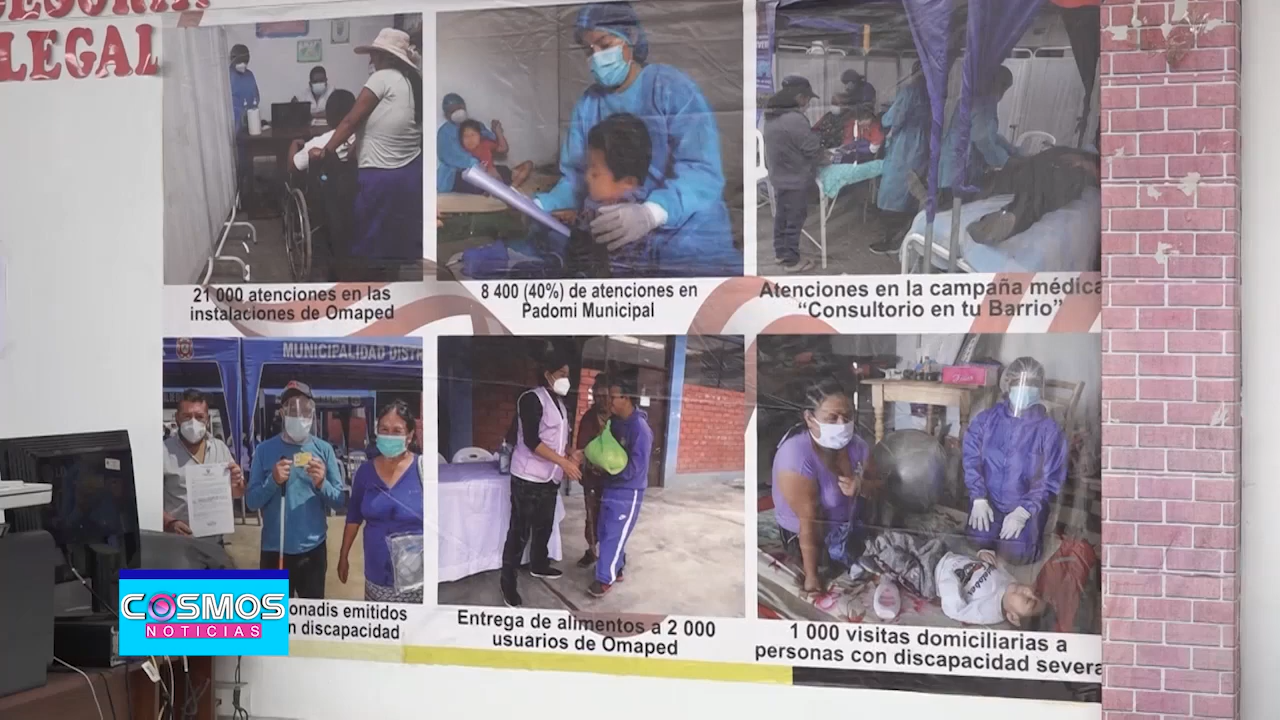 LEGAL
21 000 atenciones en las
instalaciones de Omaped
8 400 (40%) de atenciones en
Padomi Municipal
Atenciones en la campaña médica
“Consultorio en tu Barrio”
MUNICIPALIDAD DISTR
onadis emitidos
n discapacidad
Entrega de alimentos a 2 000
usuarios de Omaped
1 000 visitas domiciliarias a
personas con discapacidad severa
COSMOS
NOTICIAS